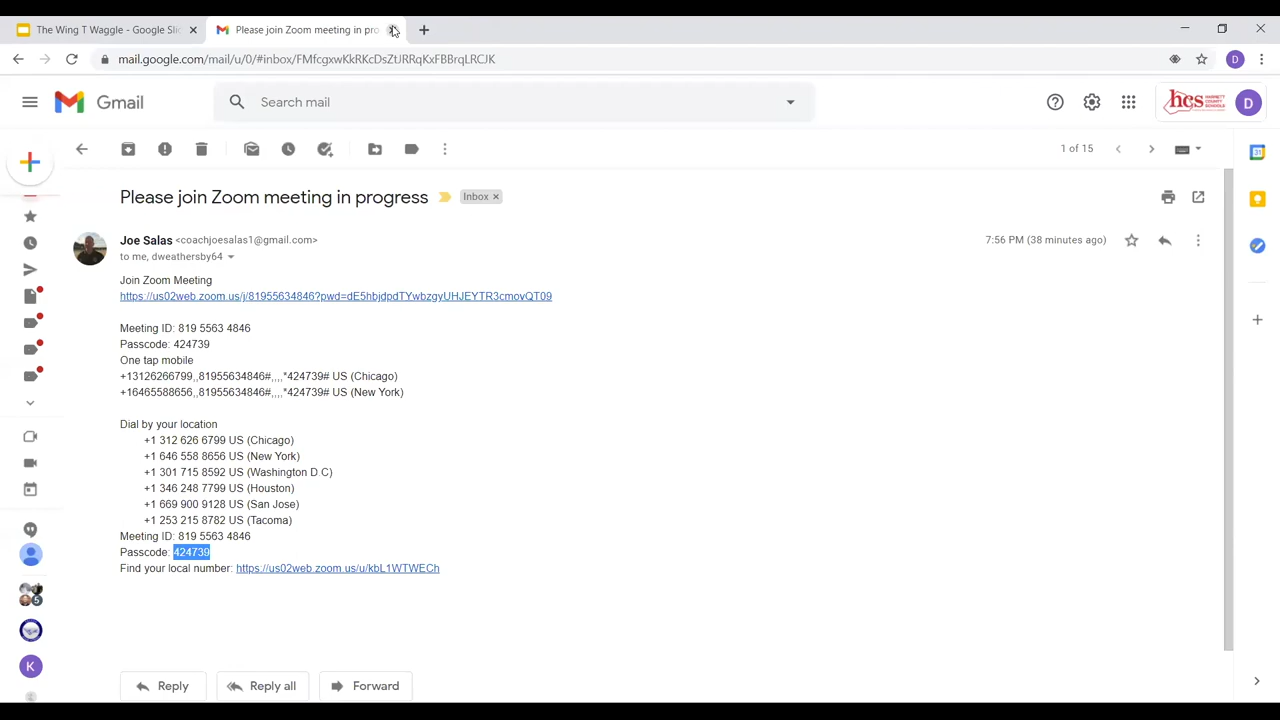 The Wing T Waggle - Google Sli
Please join Zoom meeting in pro
mail.google.com/mail/u/0/#inbox/FMfcgxwKkRKcDsZtJRRqKxFBBrqLRCJK
D
Gmail
Search mail
hcs HARNETT COUNTY SCHOOLS
D
1 of 15
Please join Zoom meeting in progress
Inbox
Joe Salas <coachjoesalas1@gmail.com>
7:56 PM (38 minutes ago)
to me, dweathersby64
Join Zoom Meeting
https://us02web.zoom.us/j/81955634846?pwd=dE5hbjdpdTYwbzgyUHJEYTR3cmovQT09
Meeting ID: 819 5563 4846
Passcode: 424739
One tap mobile
+13126266799,,81955634846#,,,,*424739# US (Chicago)
+16465588656,,81955634846#,,,,*424739# US (New York)
Dial by your location
+1 312 626 6799 US (Chicago)
+1 646 558 8656 US (New York)
+1 301 715 8592 US (Washington D.C)
+1 346 248 7799 US (Houston)
+1 669 900 9128 US (San Jose)
+1 253 215 8782 US (Tacoma)
Meeting ID: 819 5563 4846
Passcode: 424739
Find your local number: https://us02web.zoom.us/u/kbL1WTWECh
5
K
Reply
Reply all
Forward